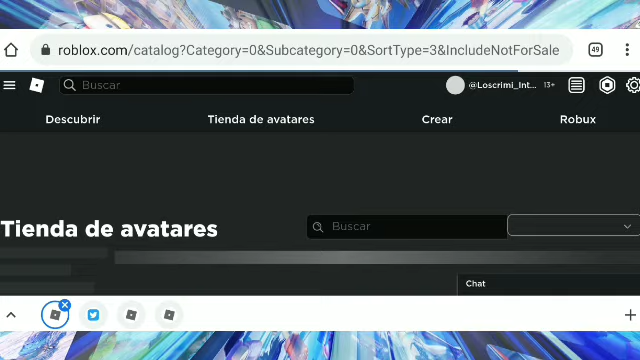 roblox.com/catalog?Category=0&Subcategory=0&SortType=3&IncludeNotForSale
49
Buscar
@Loscrimi_Int... 13+
Descubrir Tienda de avatares Crear Robux
Tienda de avatares
Buscar
Chat